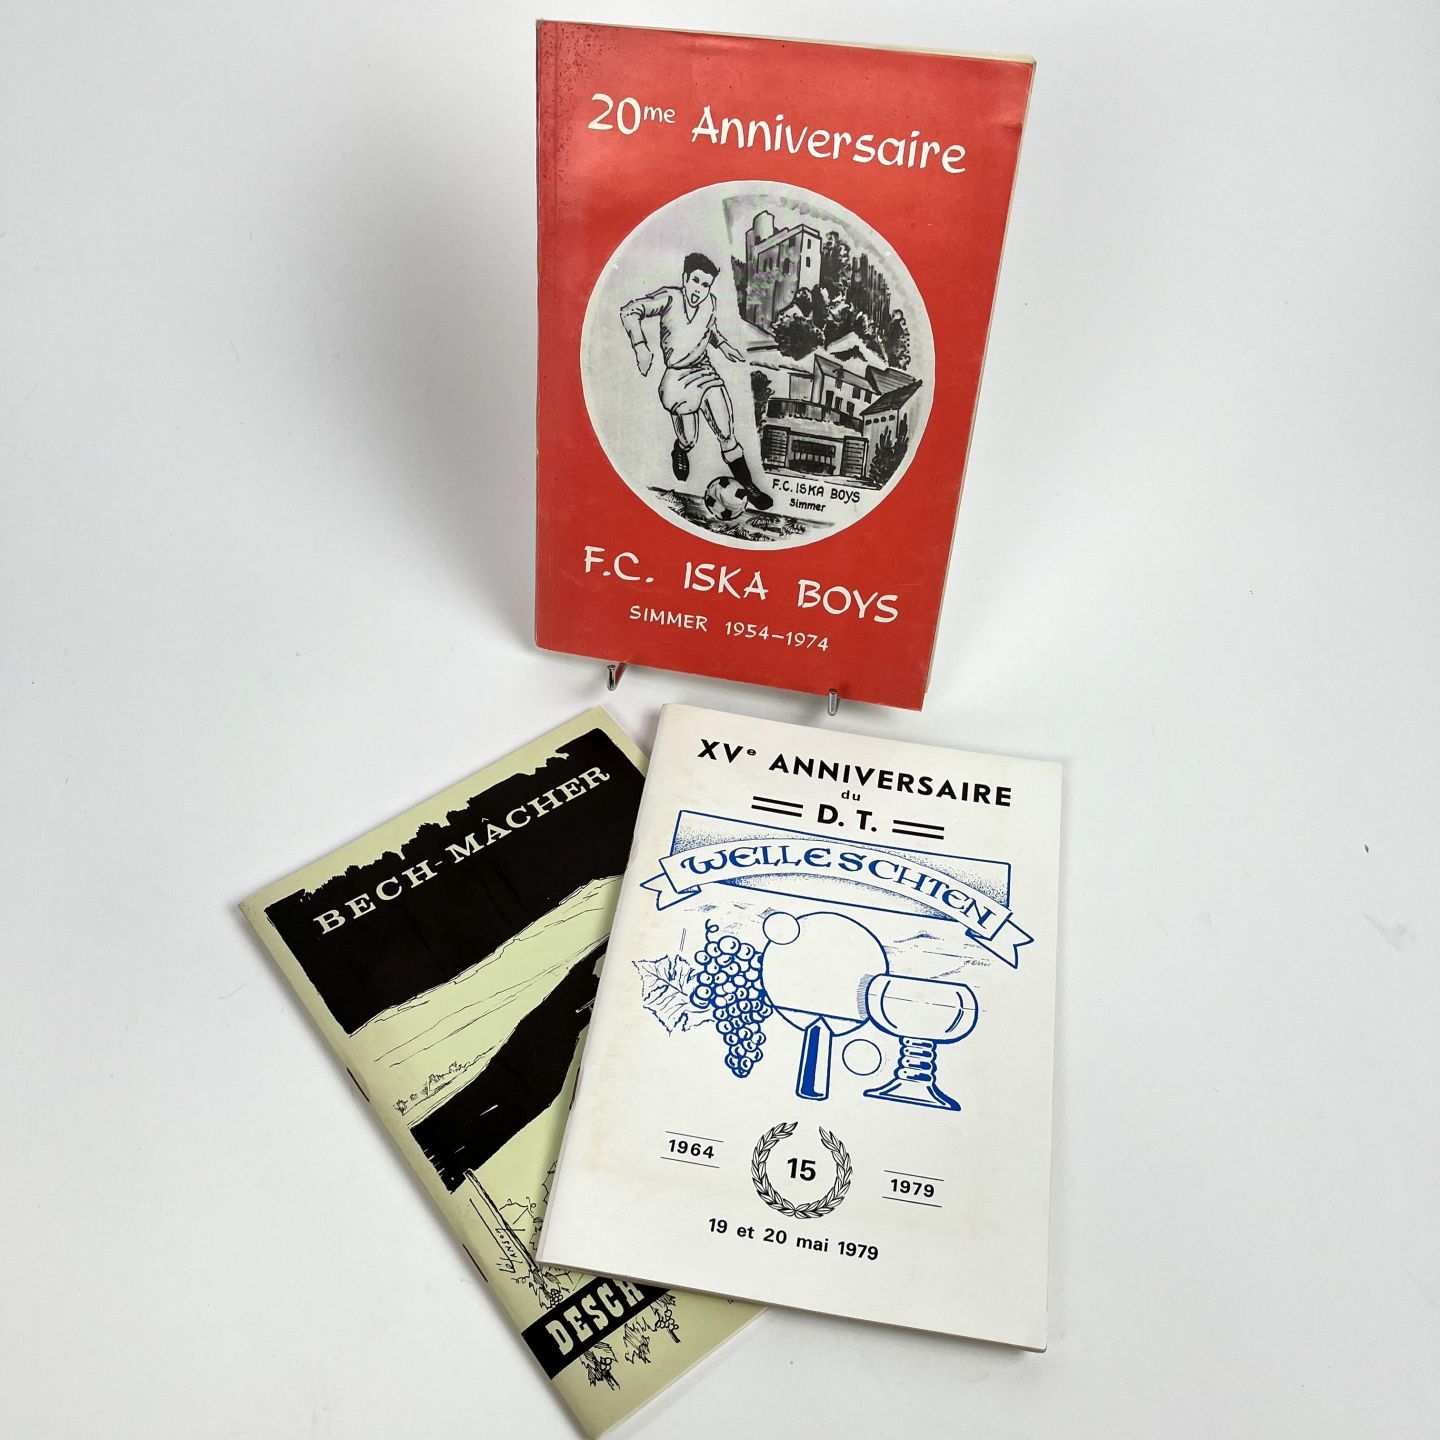 20me Anniversaire
F.C. ISKA BOYS
Simmer
F.C. ISKA BOYS
SIMMER 1954-1974
XVe ANNIVERSAIRE
du
D. T.
WELLESCHTEN
1964
15
1979
19 et 20 mai 1979
BECH-MÂCHER
DESCH